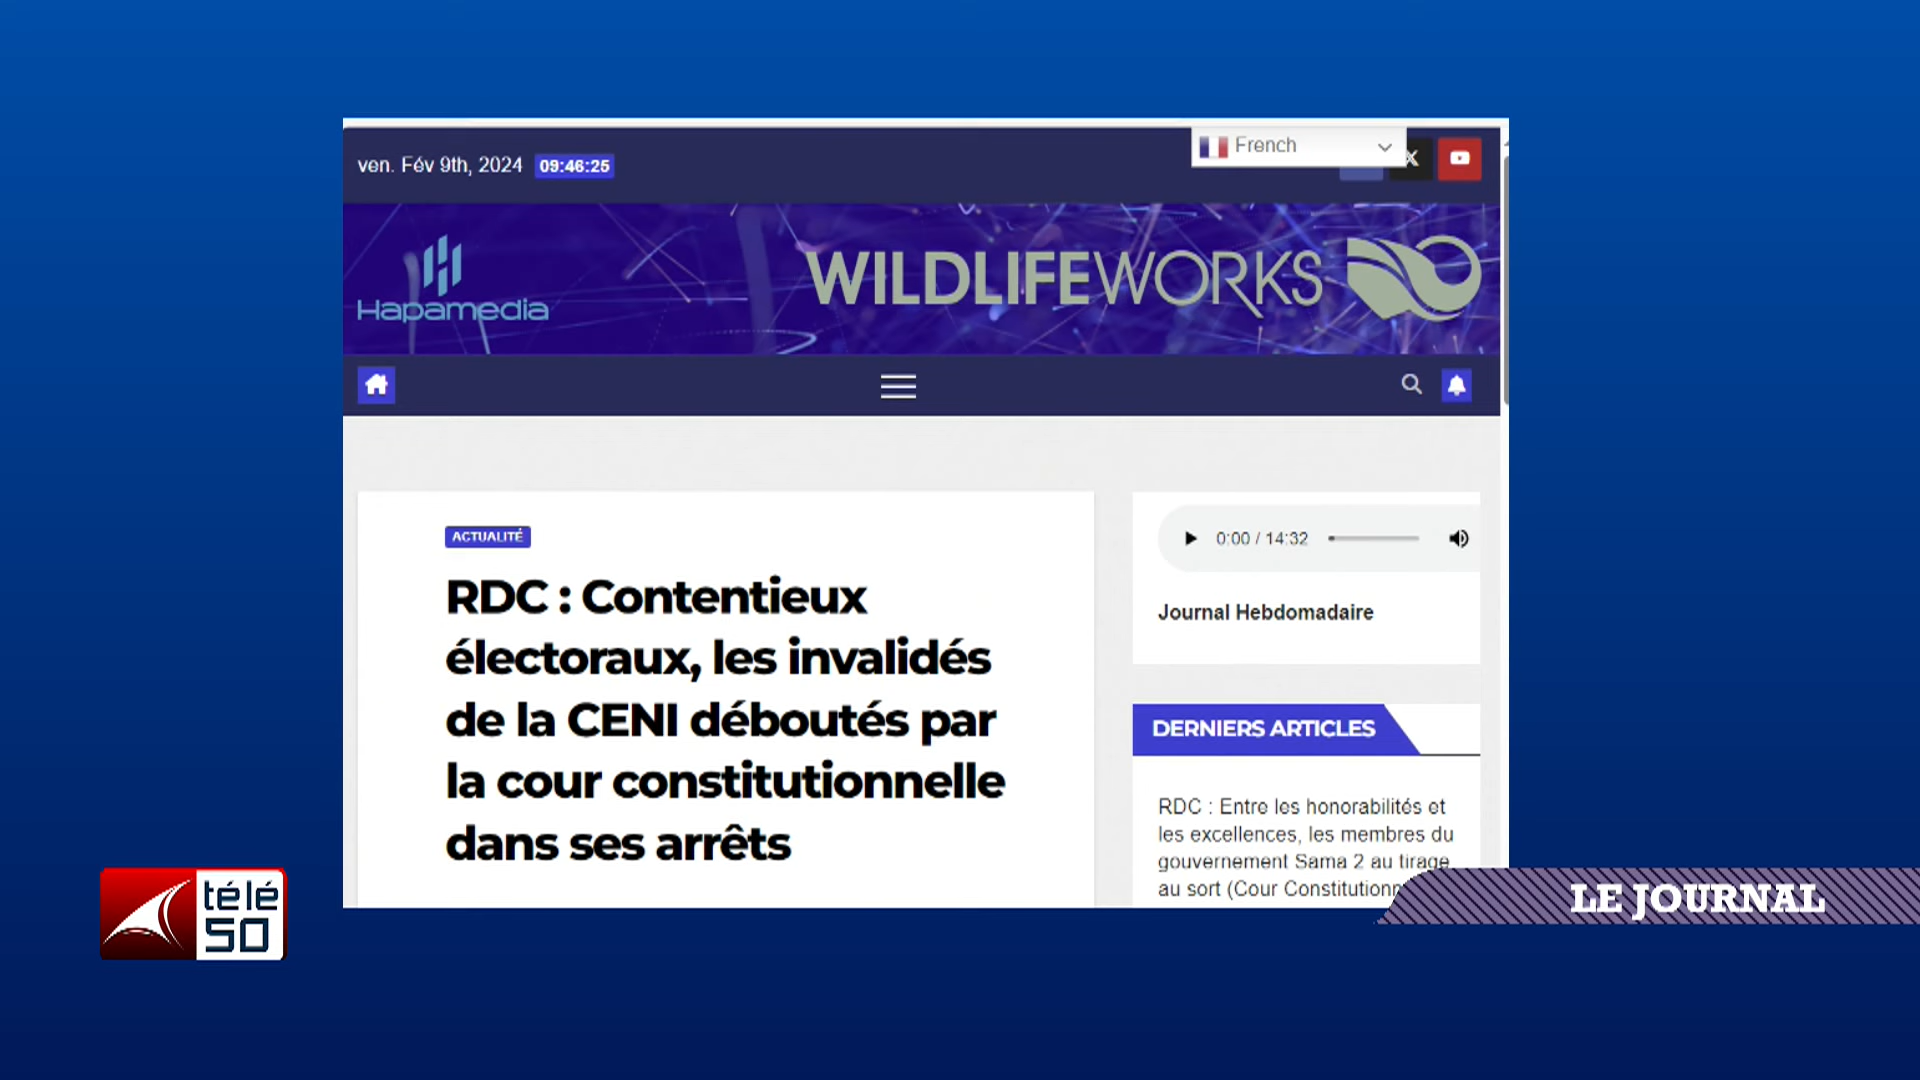 ven. Fév 9th, 2024 09:46:25
French
X
Hapamedia
WILDLIFEWORKS
ACTUALITÉ
RDC : Contentieux
électoraux, les invalidés
de la CENI déboutés par
la cour constitutionnelle
dans ses arrêts
0:00 / 14:32
Journal Hebdomadaire
DERNIERS ARTICLES
RDC : Entre les honorabilités et
les excellences, les membres du
gouvernement Sama 2 au tirage
au sort (Cour
télé
50
LE JOURNAL